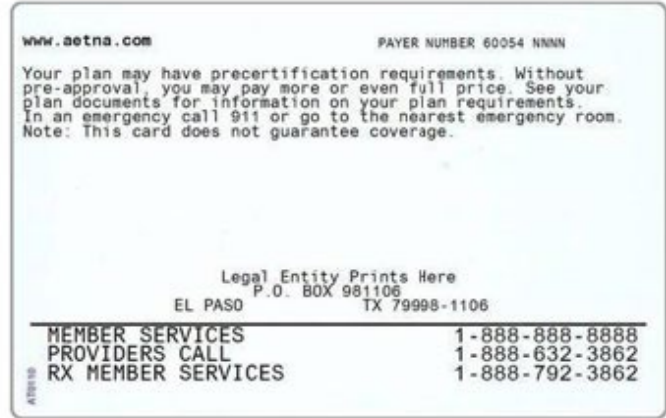 www.aetna.com PAYER NUMBER 60054 NNNN
Your plan may have precertification requirements. Without
pre-approval, you may pay more or even full price. See your
plan documents for information on your plan requirements.
In an emergency call 911 or go to the nearest emergency room.
Note: This card does not guarantee coverage.
Legal Entity Prints Here
P.O. BOX 981106
EL PASO TX 79998-1106
MEMBER SERVICES 1-888-888-8888
PROVIDERS CALL 1-888-632-3862
RX MEMBER SERVICES 1-888-792-3862
AT0110